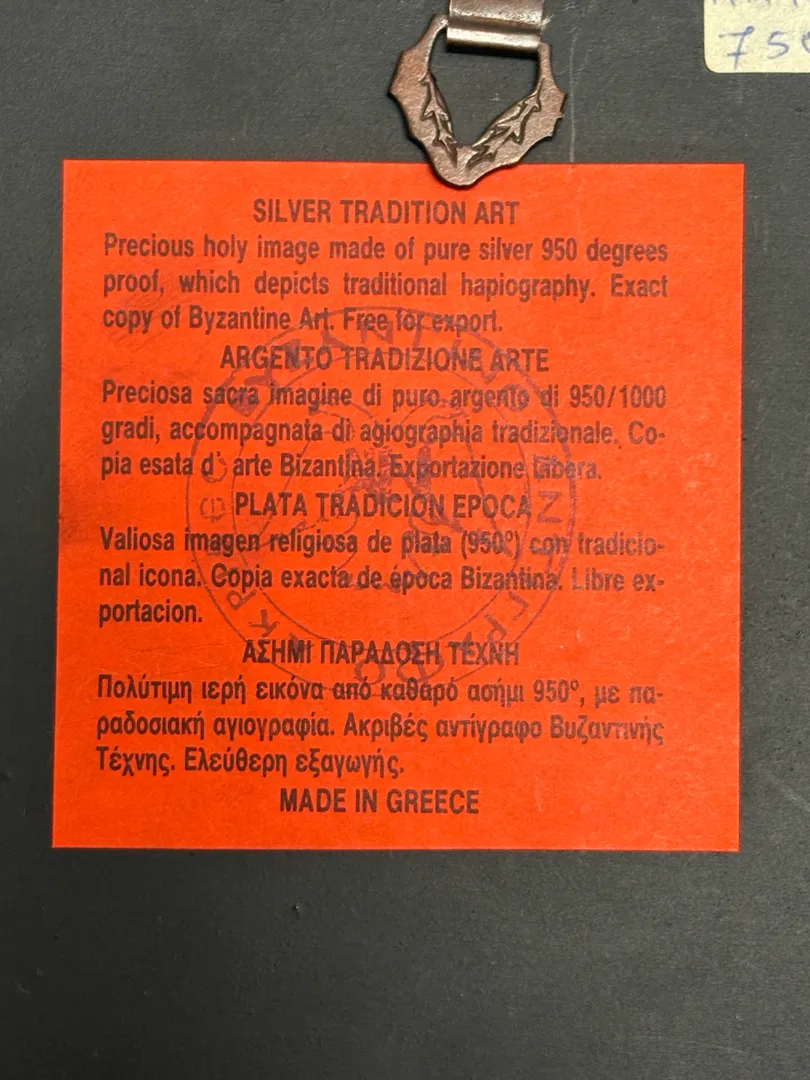 750
SILVER TRADITION ART
Precious holy image made of pure silver 950 degrees
proof, which depicts traditional hapiography. Exact
copy of Byzantine Art. Free for export.
ARGENTO TRADIZIONE ARTE
Preciosa sacra imagine di puro argento di 950/1000
gradi, accompagnata di agiographia tradizionale. Co-
pia esata d' arte Bizantina. Exportazione Libera.
PLATA TRADICION EPOCA
Valiosa imagen religiosa de plata (950º) con tradicio-
nal icona. Copia exacta de época Bizantina. Libre ex-
portacion.
ΑΣΗΜΙ ΠΑΡΑΔΟΣΗ ΤΕΧΝΗ
Πολύτιμη ιερή εικόνα από καθαρό ασήμι 950º, με πα-
ραδοσιακή αγιογραφία. Ακριβές αντίγραφο Βυζαντινής
Τέχνης. Ελεύθερη εξαγωγής.
MADE IN GREECE